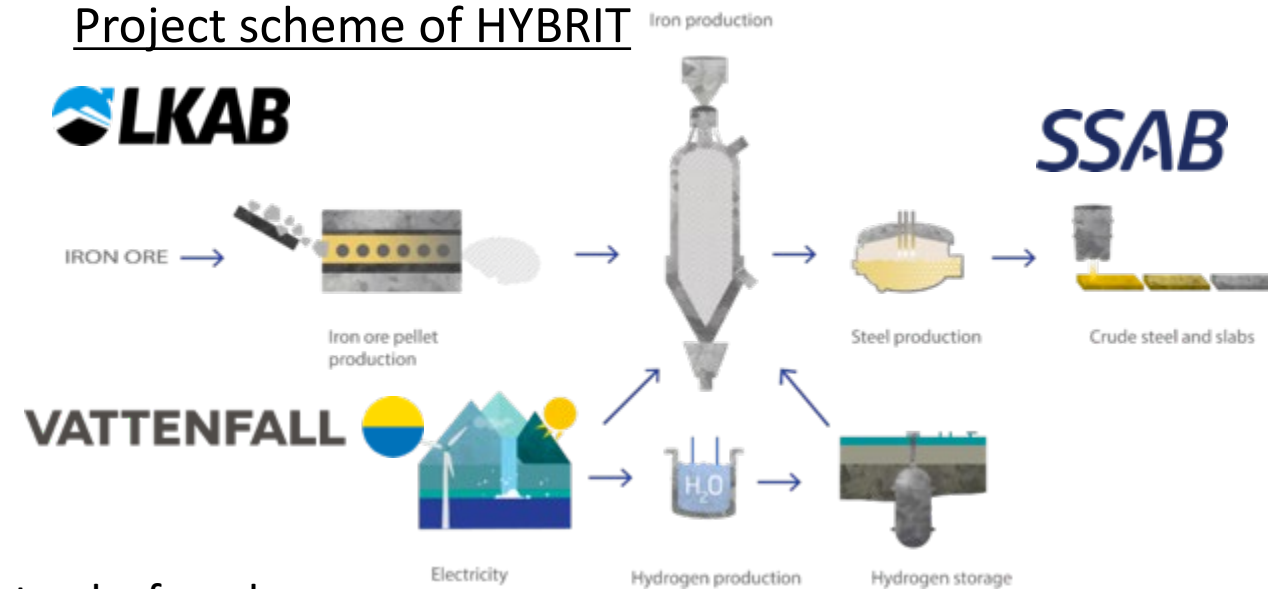 Project scheme of HYBRIT
Iron production
LKAB
SSAB
IRON ORE
Iron ore pellet
production
Steel production
Crude steel and slabs
VATTENFALL
H₂O
Electricity
Hydrogen production
Hydrogen storage